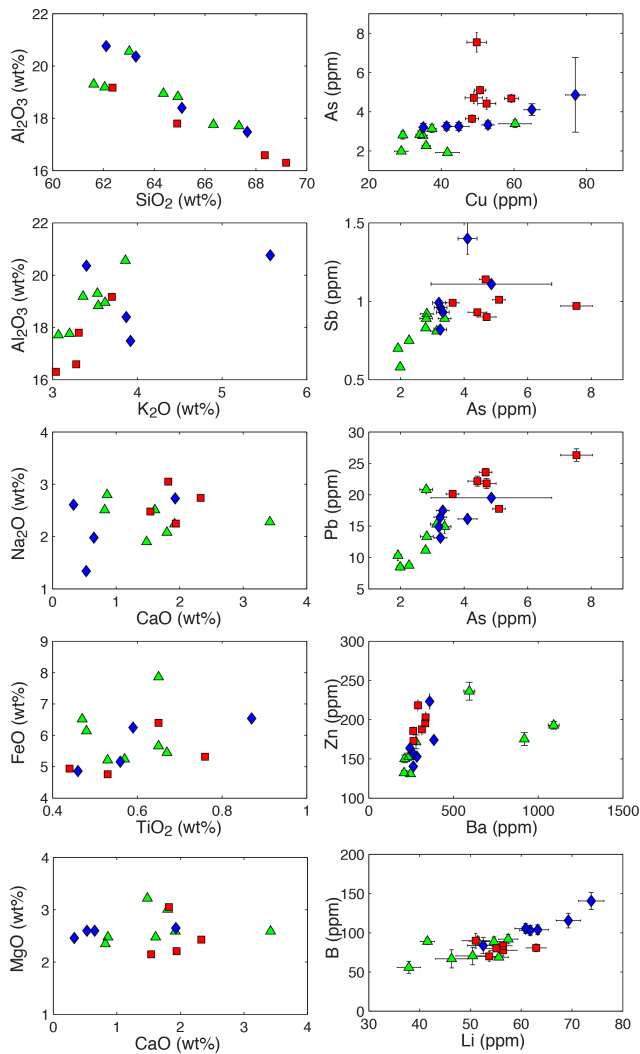 22
20
18
16
Al₂O₃ (wt%)
60 62 64 66 68 70
SiO₂ (wt%)
8
6
4
2
As (ppm)
20 40 60 80
Cu (ppm)
22
20
18
16
Al₂O₃ (wt%)
4 5 6
K₂O (wt%)
1.5
1
0.5
Sb (ppm)
2 4 6 8
As (ppm)
4
3
2
1
Na₂O (wt%)
0 1 2 3 4
CaO (wt%)
30
25
20
15
10
5
Pb (ppm)
2 4 6 8
As (ppm)
9
8
7
6
5
4
FeO (wt%)
0.4 0.6 0.8 1
TiO₂ (wt%)
300
250
200
150
100
Zn (ppm)
0 500 1000 1500
Ba (ppm)
4
3
2
1
MgO (wt%)
0 1 2 3 4
CaO (wt%)
200
150
100
50
0
B (ppm)
30 40 50 60 70 80
Li (ppm)